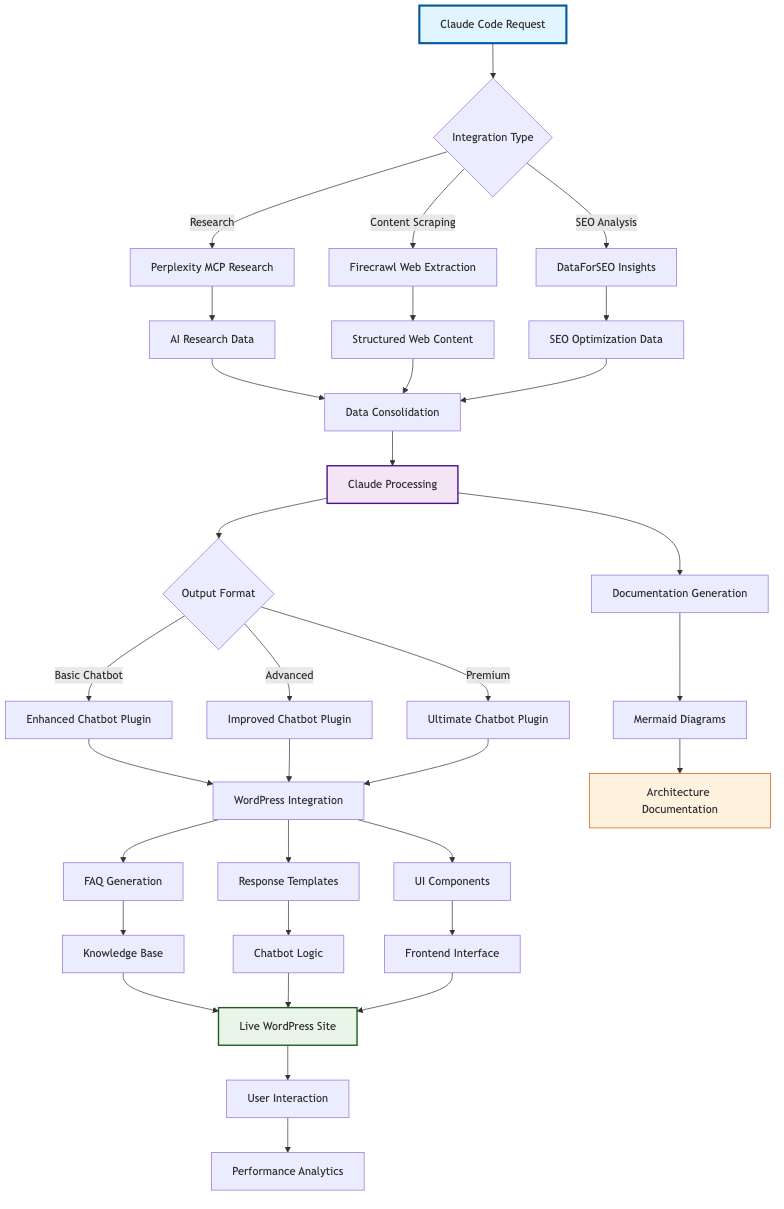 Claude Code Request
Integration Type
Research
Content Scraping
SEO Analysis
Perplexity MCP Research
Firecrawl Web Extraction
DataForSEO Insights
AI Research Data
Structured Web Content
SEO Optimization Data
Data Consolidation
Claude Processing
Output Format
Documentation Generation
Basic Chatbot
Advanced
Premium
Enhanced Chatbot Plugin
Improved Chatbot Plugin
Ultimate Chatbot Plugin
Mermaid Diagrams
WordPress Integration
Architecture
Documentation
FAQ Generation
Response Templates
UI Components
Knowledge Base
Chatbot Logic
Frontend Interface
Live WordPress Site
User Interaction
Performance Analytics